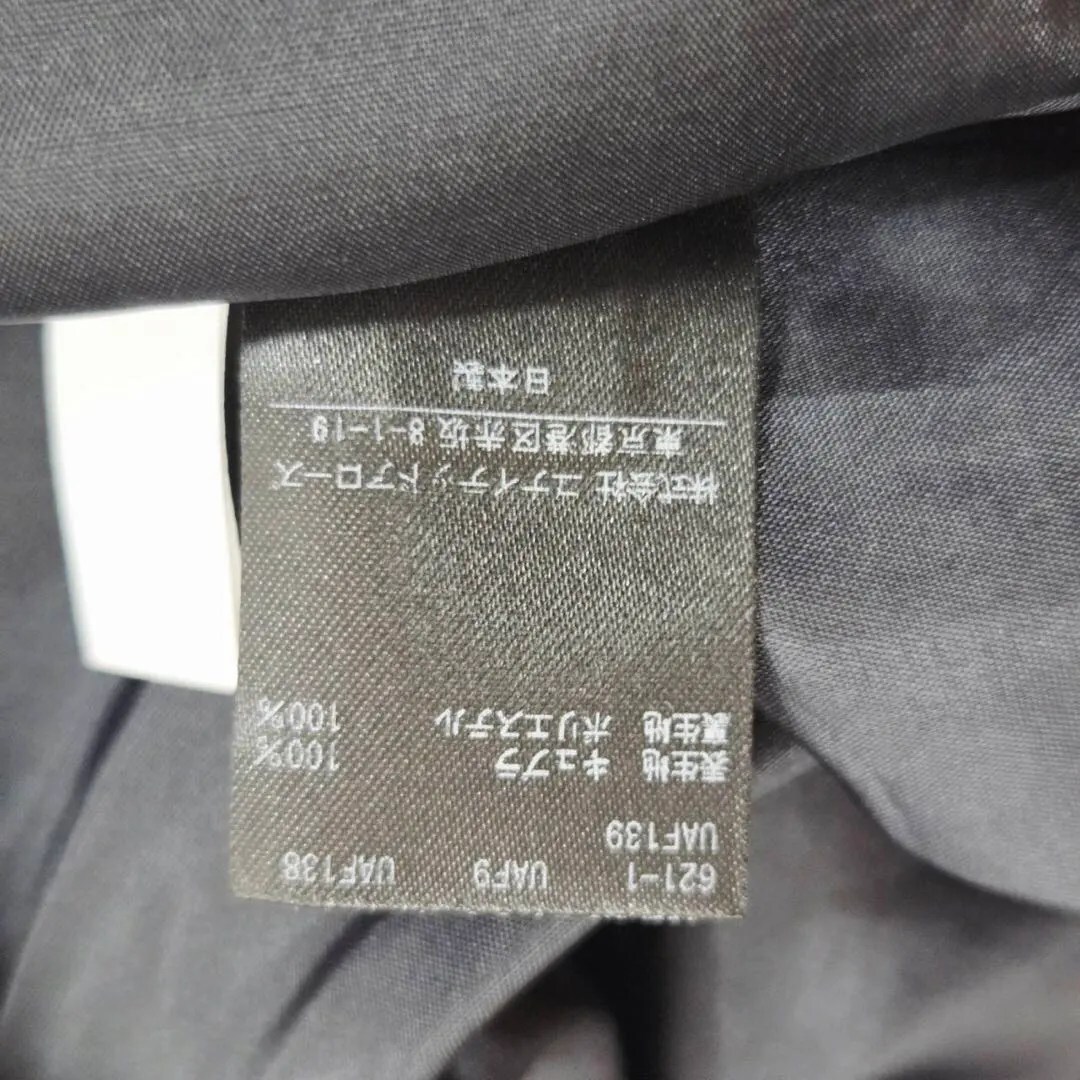 621-1 UAF9 UAF138
UAF139
表生地 キュプラ 100%
裏生地 ポリエステル 100%
株式会社 ユナイテッドアローズ
東京都港区赤坂 8-1-19
日本製